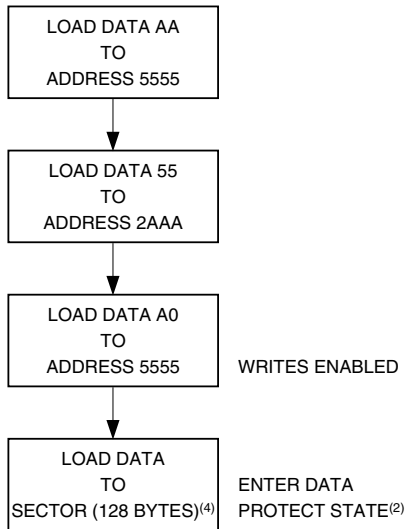 LOAD DATA AA
TO
ADDRESS 5555
LOAD DATA 55
TO
ADDRESS 2AAA
LOAD DATA A0
TO
ADDRESS 5555
WRITES ENABLED
LOAD DATA
TO
SECTOR (128 BYTES)(4)
ENTER DATA
PROTECT STATE(2)